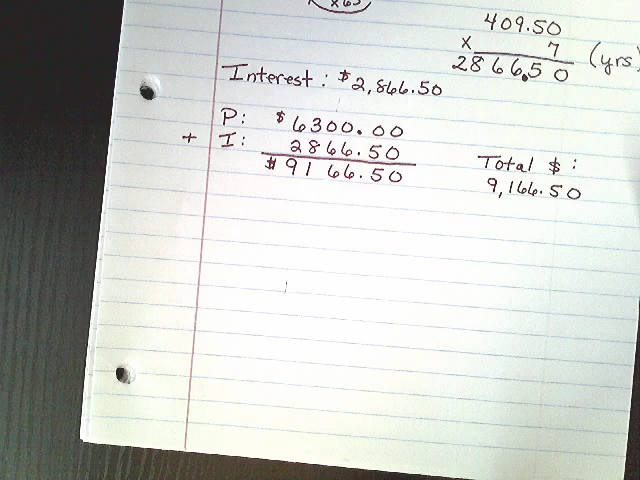 x65
409.50
x 7 (yrs)
2866.50
Interest: $2,866.50
P: $6300.00
+ I: 2866.50
$9166.50
Total $:
9,166.50